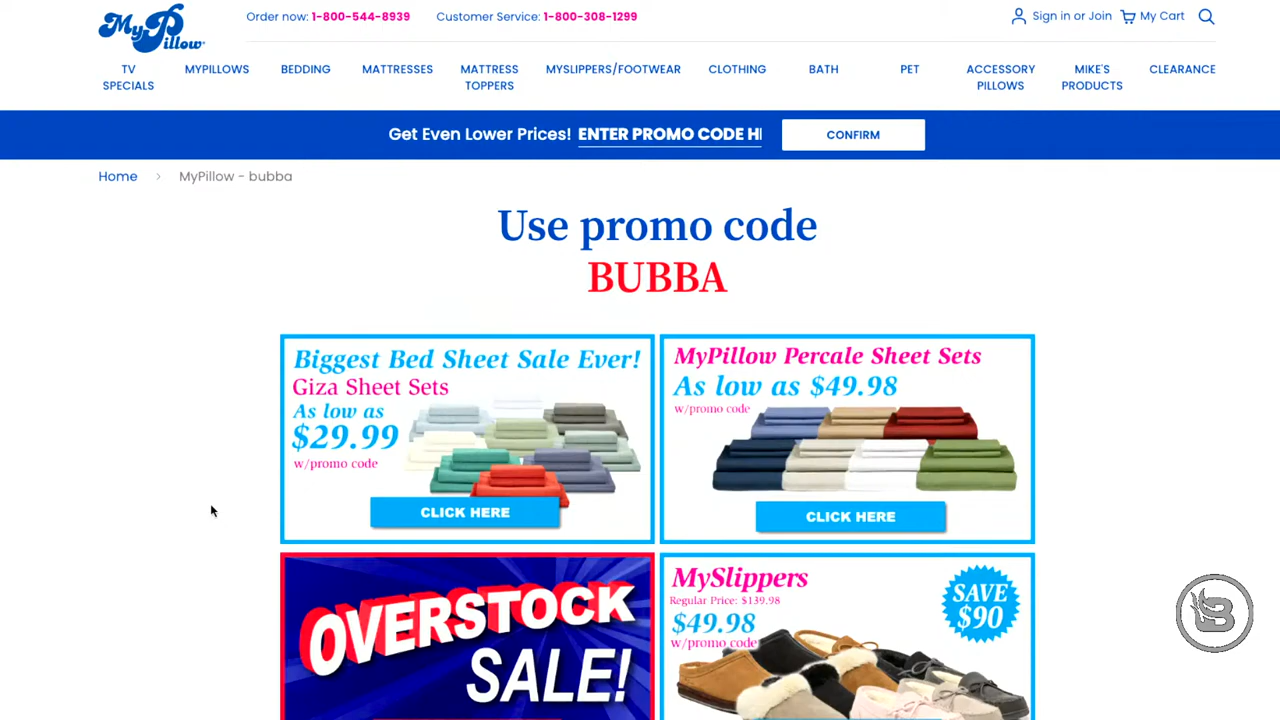 MyPillow
Order now: 1-800-544-8939
Customer Service: 1-800-308-1299
Sign in or Join
My Cart
TV SPECIALS
MYPILLOWS
BEDDING
MATTRESSES
MATTRESS TOPPERS
MYSLIPPERS/FOOTWEAR
CLOTHING
BATH
PET
ACCESSORY PILLOWS
MIKE'S PRODUCTS
CLEARANCE
Get Even Lower Prices! ENTER PROMO CODE H
CONFIRM
Home > MyPillow - bubba
Use promo code
BUBBA
Biggest Bed Sheet Sale Ever!
Giza Sheet Sets
As low as
$29.99
w/promo code
CLICK HERE
MyPillow Percale Sheet Sets
As low as $49.98
w/promo code
CLICK HERE
OVERSTOCK
SALE!
MySlippers
Regular Price: $139.98
$49.98
w/promo code
SAVE
$90
B